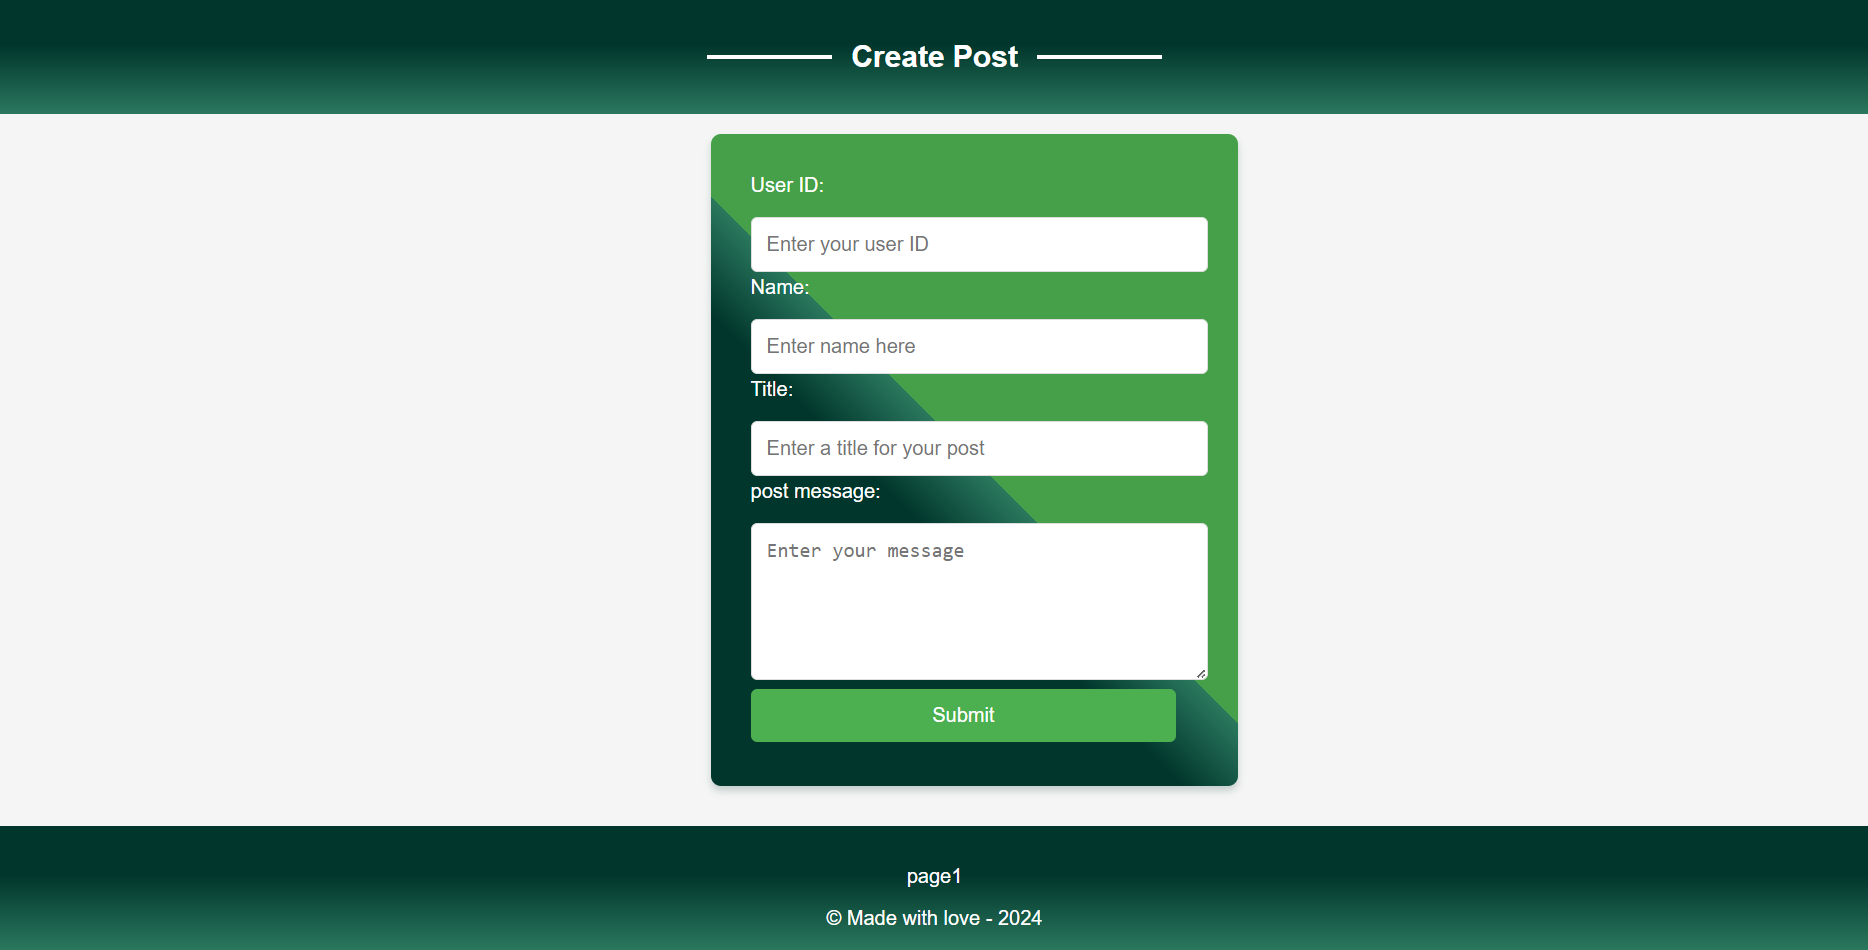 Create Post
User ID:
Enter your user ID
Name:
Enter name here
Title:
Enter a title for your post
post message:
Enter your message
Submit
page1
© Made with love - 2024